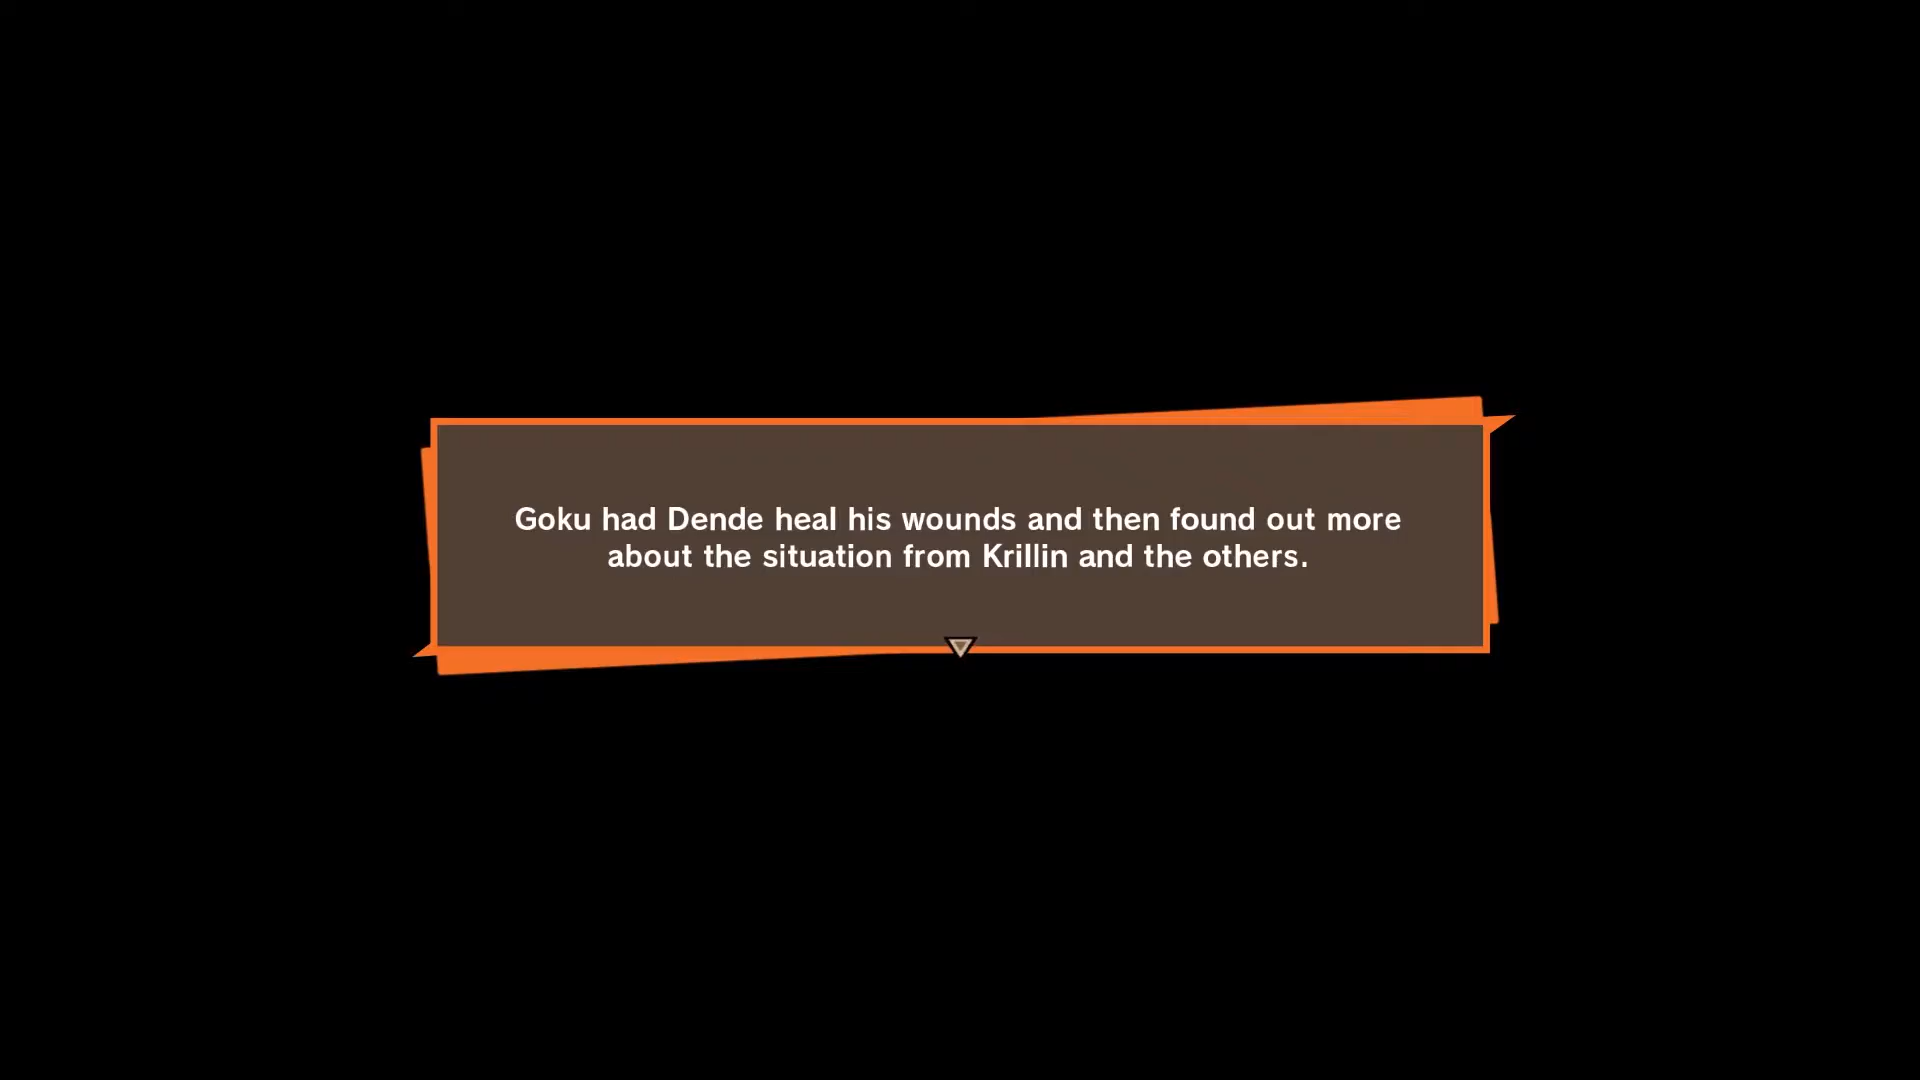 Goku had Dende heal his wounds and then found out more
about the situation from Krillin and the others.